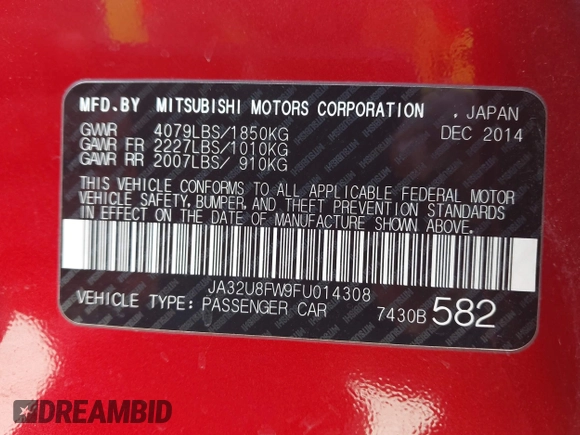 MFD.BY MITSUBISHI MOTORS CORPORATION , JAPAN
GWWR 4079LBS/1850KG DEC 2014
GAWR FR 2227LBS/1010KG
GAWR RR 2007LBS/ 910KG
THIS VEHICLE CONFORMS TO ALL APPLICABLE FEDERAL MOTOR
VEHICLE SAFETY, BUMPER, AND THEFT PREVENTION STANDARDS
IN EFFECT ON THE DATE OF MANUFACTURE SHOWN ABOVE.
JA32U8FW9FU014308
VEHICLE TYPE: PASSENGER CAR 7430B 582
DREAMBID